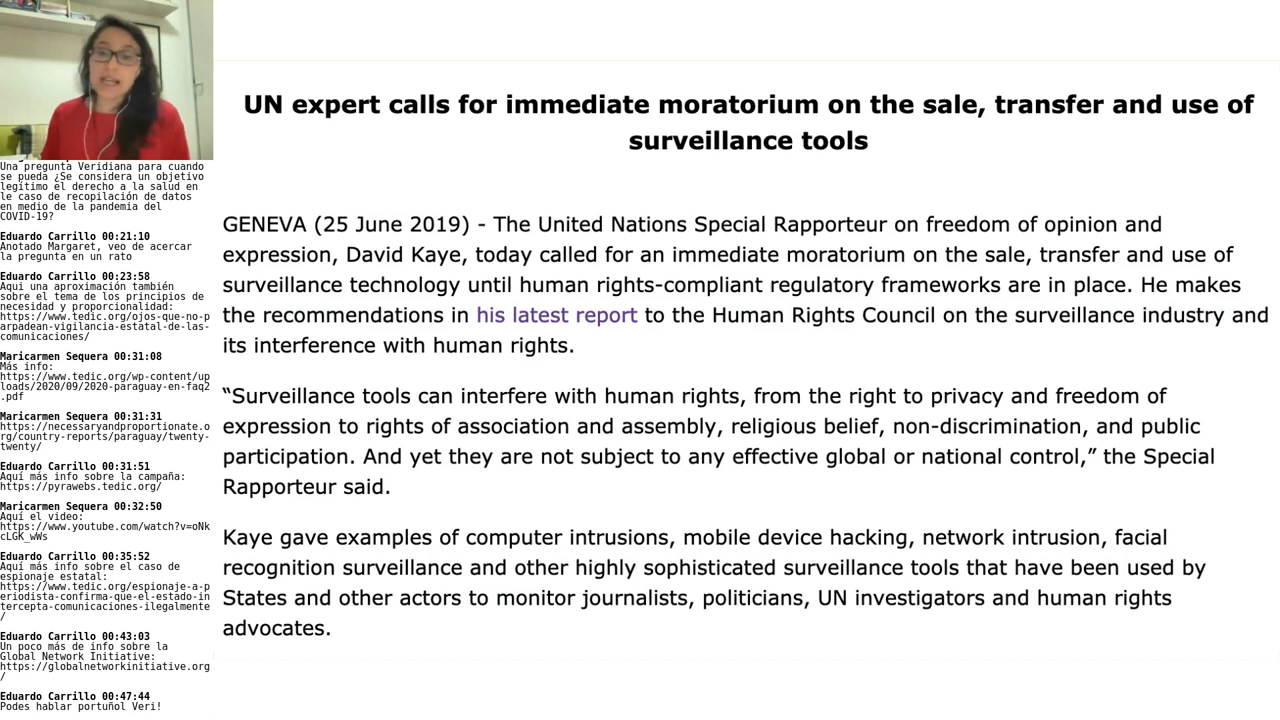 UN expert calls for immediate moratorium on the sale, transfer and use of
surveillance tools
GENEVA (25 June 2019) - The United Nations Special Rapporteur on freedom of opinion and
expression, David Kaye, today called for an immediate moratorium on the sale, transfer and use of
surveillance technology until human rights-compliant regulatory frameworks are in place. He makes
the recommendations in his latest report to the Human Rights Council on the surveillance industry and
its interference with human rights.
“Surveillance tools can interfere with human rights, from the right to privacy and freedom of
expression to rights of association and assembly, religious belief, non-discrimination, and public
participation. And yet they are not subject to any effective global or national control,” the Special
Rapporteur said.
Kaye gave examples of computer intrusions, mobile device hacking, network intrusion, facial
recognition surveillance and other highly sophisticated surveillance tools that have been used by
States and other actors to monitor journalists, politicians, UN investigators and human rights
advocates.
Una pregunta Veridiana para cuando
se pueda ¿Se considera un objetivo
legítimo el derecho a la salud en
le caso de recopilación de datos
en medio de la pandemia del
COVID-19?
Eduardo Carrillo 00:21:10
Anotado Margaret, veo de acercar
la pregunta en un rato
Eduardo Carrillo 00:23:58
Aqui una aproximación también
sobre el tema de los principios de
necesidad y proporcionalidad:
https://www.tedic.org/ojos-que-no-p
arpadean-vigilancia-estatal-de-las-
comunicaciones/
Maricarmen Sequera 00:31:08
Más info:
https://www.tedic.org/wp-content/up
loads/2020/09/2020-paraguay-en-faq2
.pdf
Maricarmen Sequera 00:31:31
https://necessaryandproportionate.o
rg/country-reports/paraguay/twenty-
twenty/
Eduardo Carrillo 00:31:51
Aquí más info sobre la campaña:
https://pyrawebs.tedic.org/
Maricarmen Sequera 00:32:50
Aquí el video:
https://www.youtube.com/watch?v=oNk
cLGK_wWs
Eduardo Carrillo 00:35:52
Aquí más info sobre el caso de
espionaje estatal:
https://www.tedic.org/espionaje-a-p
eriodista-confirma-que-el-estado-in
tercepta-comunicaciones-ilegalmente
/
Eduardo Carrillo 00:43:03
Un poco más de info sobre la
Global Network Initiative:
https://globalnetworkinitiative.org
/
Eduardo Carrillo 00:47:44
Podes hablar portuñol Veri!